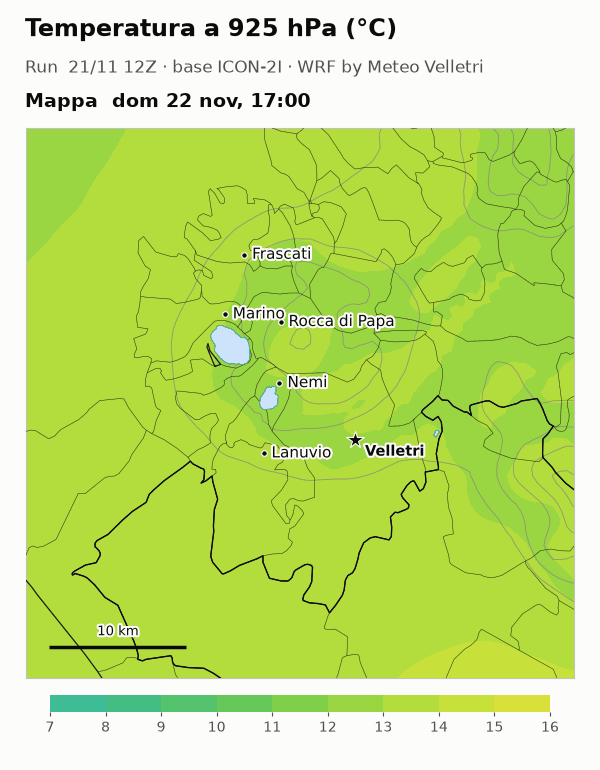 Temperatura a 925 hPa (°C)
Run  21/11 12Z · base ICON-2I · WRF by Meteo Velletri
Mappa  dom 22 nov, 17:00
Frascati
Marino
Rocca di Papa
Nemi
Velletri
Lanuvio
10 km
7 8 9 10 11 12 13 14 15 16